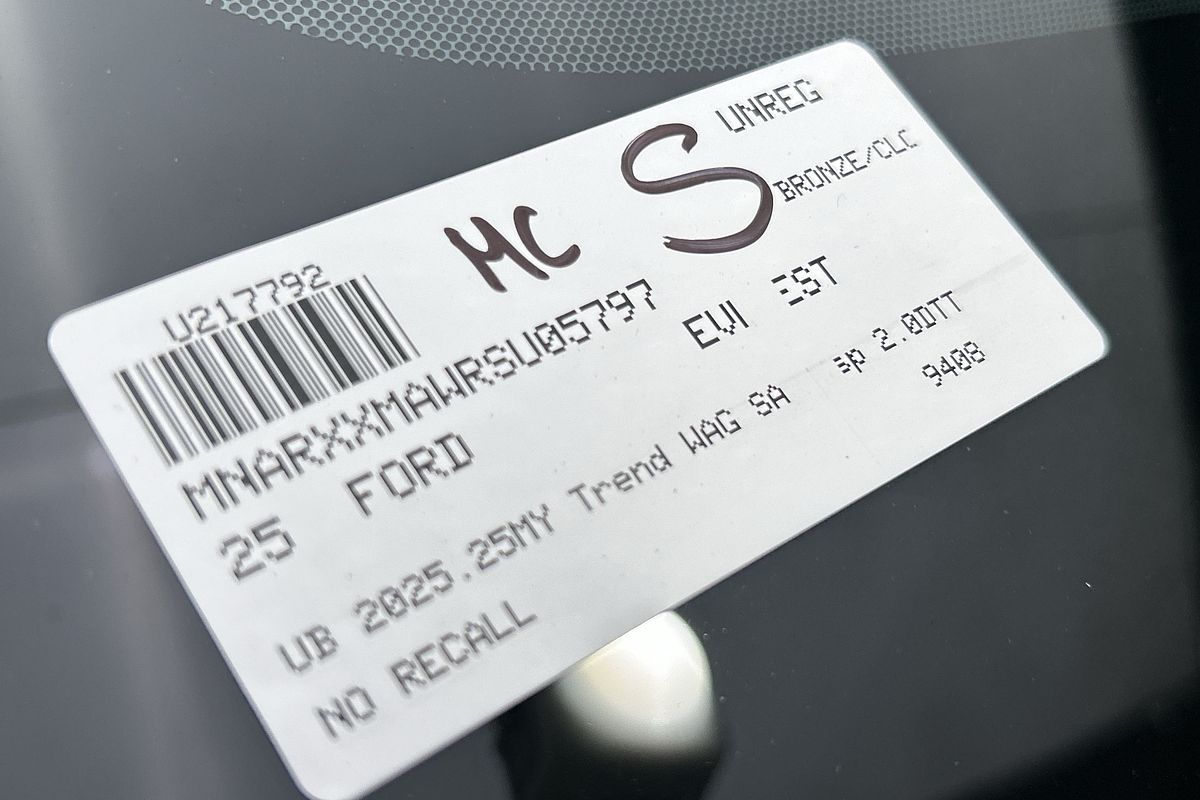 UNREG
MC S BRONZE/CLC
U217792
MNARXXMAWRSU05797
25 FORD EVI EST
UB 2025.25MY Trend WAG SA sp 2.0DTT
NO RECALL 9408